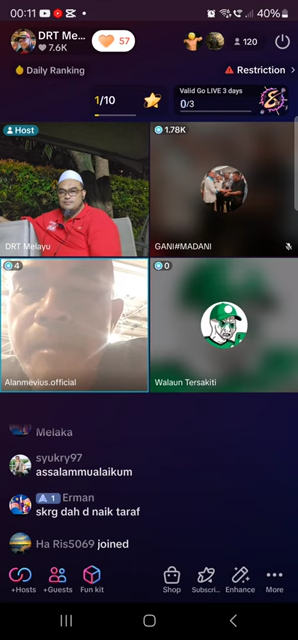 00:11
40%
DRT Me...
7.6K
57
120
Daily Ranking
Restriction >
1/10
Valid Go LIVE 3 days
0/3
Host
1.78K
DRT Melayu
GANI#MADANI
4
0
Alanmevius.official
Walaun Tersakiti
Melaka
syukry97
assalammualaikum
A 1 Erman
skrg dah d naik taraf
Ha Ris5069 joined
+Hosts
+Guests
Fun kit
Shop
Subscri...
Enhance
More